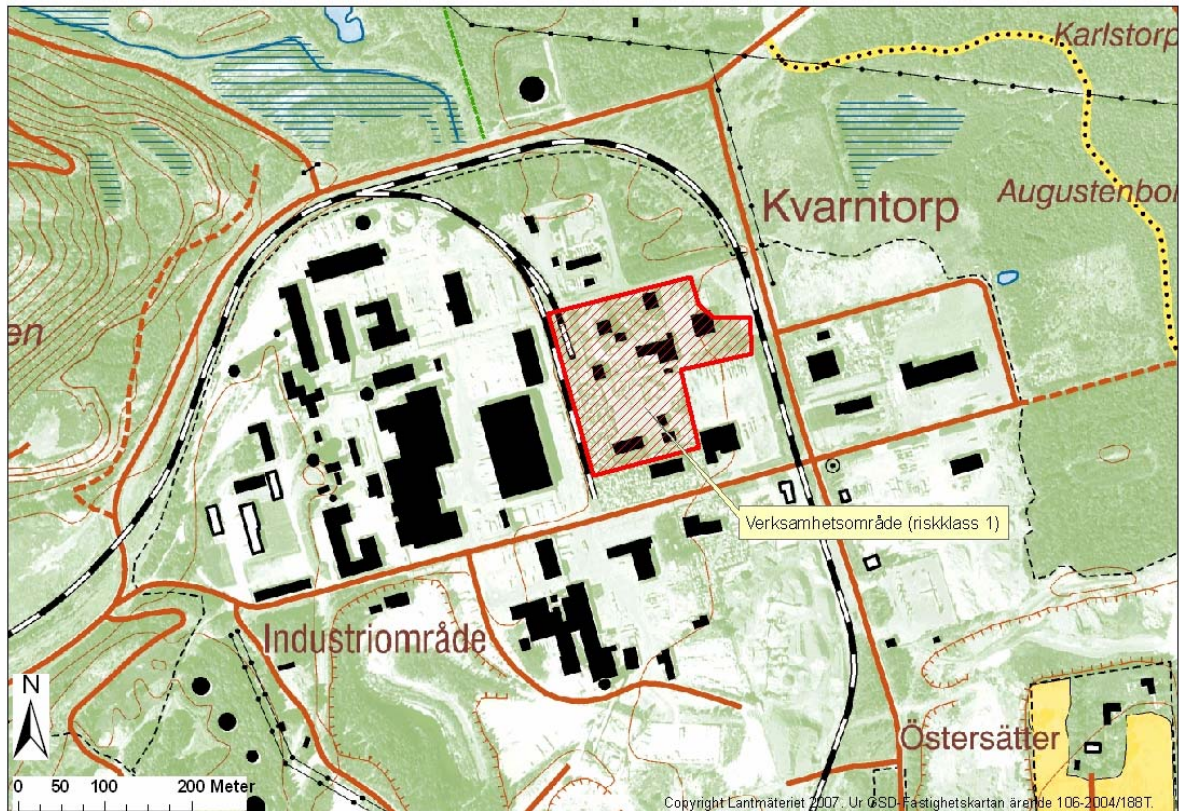 Karlstorp
Kvarntorp
Augustenbor
en
Verksamhetsområde (riskklass 1)
Industriområde
N
Östersätter
0 50 100 200 Meter
Copyright Lantmäteriet 2007. Ur GSD-Fastighetskartan ärende 106-2004/188T.